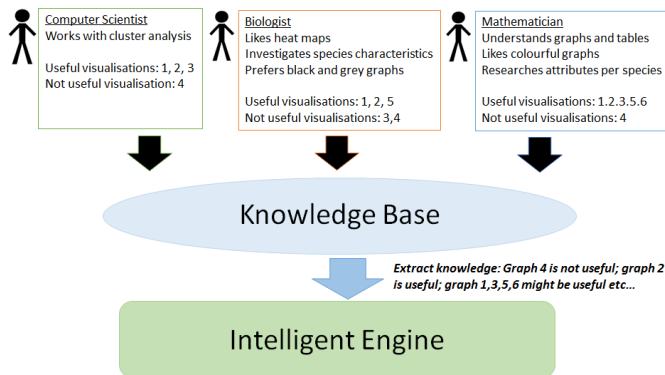 Computer Scientist
Works with cluster analysis
Useful visualisations: 1, 2, 3
Not useful visualisation: 4
Biologist
Likes heat maps
Investigates species characteristics
Prefers black and grey graphs
Useful visualisations: 1, 2, 5
Not useful visualisations: 3,4
Mathematician
Understands graphs and tables
Likes colourful graphs
Researches attributes per species
Useful visualisations: 1.2.3.5.6
Not useful visualisations: 4
Knowledge Base
Extract knowledge: Graph 4 is not useful; graph 2
is useful; graph 1,3,5,6 might be useful etc...
Intelligent Engine